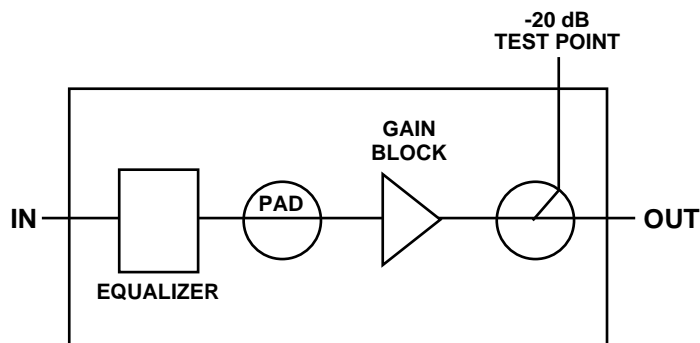 -20 dB
TEST POINT
GAIN
BLOCK
IN
PAD
OUT
EQUALIZER